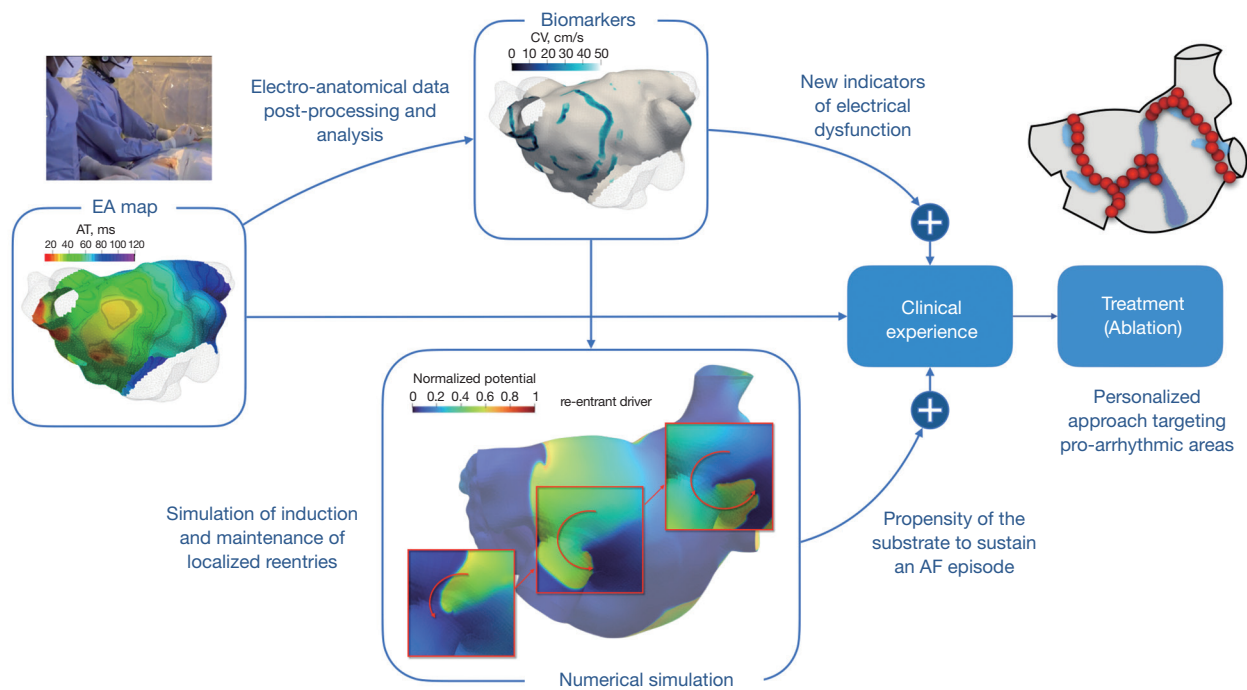 Biomarkers
CV, cm/s
0 10 20 30 40 50
Electro-anatomical data
post-processing and
analysis
New indicators
of electrical
dysfunction
EA map
AT, ms
20 40 60 80 100 120
Clinical
experience
Treatment
(Ablation)
Normalized potential
0 0.2 0.4 0.6 0.8 1
re-entrant driver
Personalized
approach targeting
pro-arrhythmic areas
Simulation of induction
and maintenance of
localized reentries
Propensity of the
substrate to sustain
an AF episode
Numerical simulation